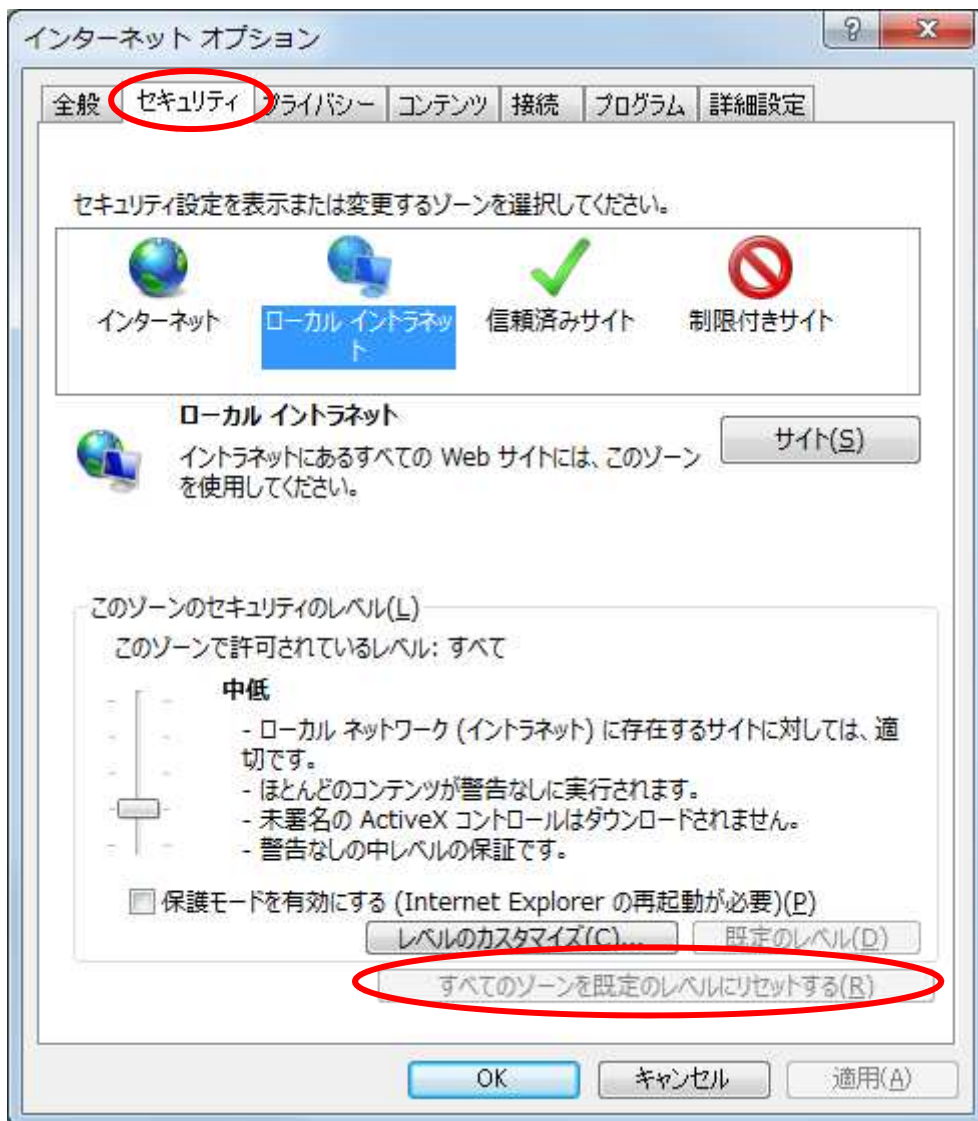 インターネット オプション
全般 セキュリティ プライバシー コンテンツ 接続 プログラム 詳細設定
セキュリティ設定を表示または変更するゾーンを選択してください。
インターネット ローカル イントラネッ 信頼済みサイト 制限付きサイト
ト
ローカル イントラネット
サイト(S)
イントラネットにあるすべての Web サイトには、このゾーン
を使用してください。
このゾーンのセキュリティのレベル(L)
このゾーンで許可されているレベル: すべて
中低
- ローカル ネットワーク (イントラネット) に存在するサイトに対しては、適
切です。
- ほとんどのコンテンツが警告なしに実行されます。
- 未署名の ActiveX コントロールはダウンロードされません。
- 警告なしの中レベルの保証です。
保護モードを有効にする (Internet Explorer の再起動が必要)(P)
レベルのカスタマイズ(C)... 既定のレベル(D)
すべてのゾーンを既定のレベルにリセットする(R)
OK キャンセル 適用(A)